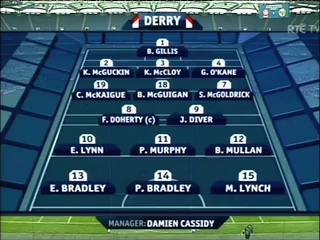 DERRY
RTÉ TWO
1
B. GILLIS
2 3 4
K. McGUCKIN K. McCLOY G. O'KANE
19 18 7
C. McKAIGUE B. McGUIGAN S. McGOLDRICK
8 9
F. DOHERTY (c) J. DIVER
10 11 12
E. LYNN P. MURPHY B. MULLAN
13 14 15
E. BRADLEY P. BRADLEY M. LYNCH
MANAGER: DAMIEN CASSIDY